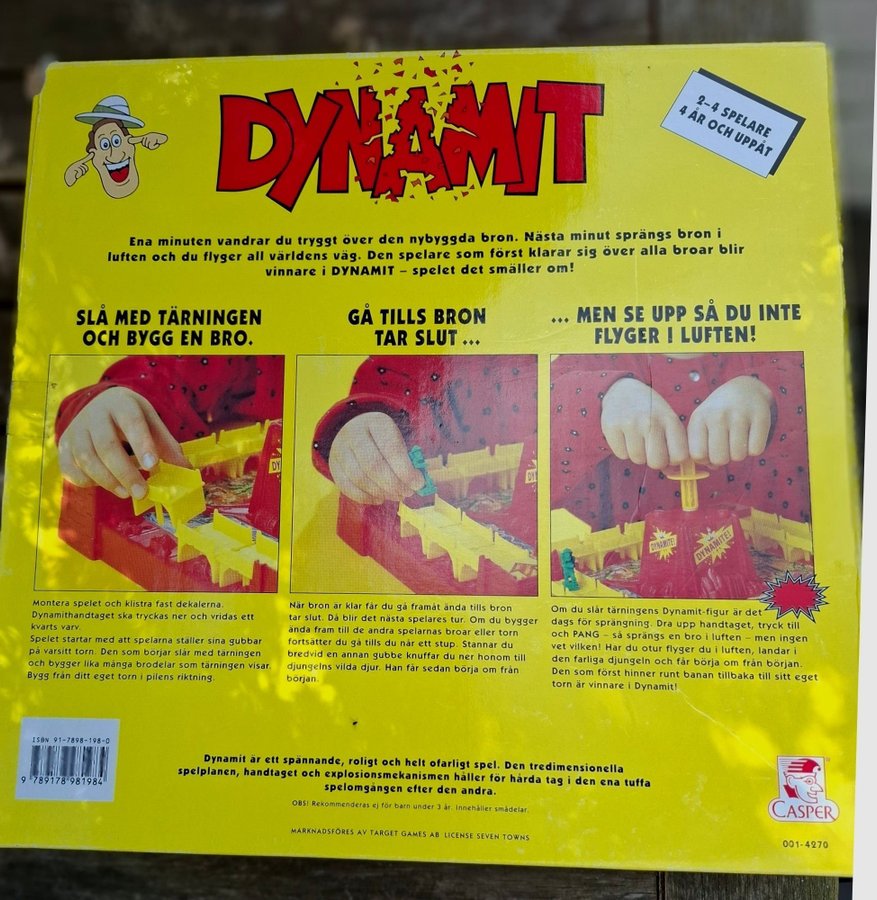 DYNAMIT
2–4 SPELARE
4 ÅR OCH UPPÅT
Ena minuten vandrar du tryggt över den nybyggda bron. Nästa minut sprängs bron i
luften och du flyger all världens väg. Den spelare som först klarar sig över alla broar blir
vinnare i DYNAMIT – spelet det smäller om!
SLÅ MED TÄRNINGEN
OCH BYGG EN BRO.
GÅ TILLS BRON
TAR SLUT ...
... MEN SE UPP SÅ DU INTE
FLYGER I LUFTEN!
DY
DY
DYNAMITE!
DYNAMITE!
Montera spelet och klistra fast dekalerna.
Dynamithandtaget ska tryckas ner och vridas ett
kvarts varv.
Spelet startar med att spelarna ställer sina gubbar
på varsitt torn. Den som börjar slår med tärningen
och bygger lika många brodelar som tärningen visar.
Bygg från ditt eget torn i pilens riktning.
När bron är klar får du gå framåt ända tills bron
tar slut. Då blir det nästa spelares tur. Om du bygger
ända fram till de andra spelarnas broar eller torn
fortsätter du gå tills du når ett stup. Stannar du
bredvid en annan gubbe knuffar du ner honom till
djungelns vilda djur. Han får sedan börja om från
början.
Om du slår tärningens Dynamit-figur är det
dags för sprängning. Dra upp handtaget, tryck till
och PANG – så sprängs en bro i luften – men ingen
vet vilken! Har du otur flyger du i luften, landar i
den farliga djungeln och får börja om från början.
Den som först hinner runt banan tillbaka till sitt eget
torn är vinnare i Dynamit!
ISBN 91-7898-198-0
9 789178 981984
Dynamit är ett spännande, roligt och helt ofarligt spel. Den tredimensionella
spelplanen, handtaget och explosionsmekanismen håller för hårda tag i den ena tuffa
spelomgången efter den andra.
OBS! Rekommenderas ej för barn under 3 år. Innehåller smådelar.
MARKNADSFÖRES AV TARGET GAMES AB LICENSE SEVEN TOWNS
CASPER
001-4270